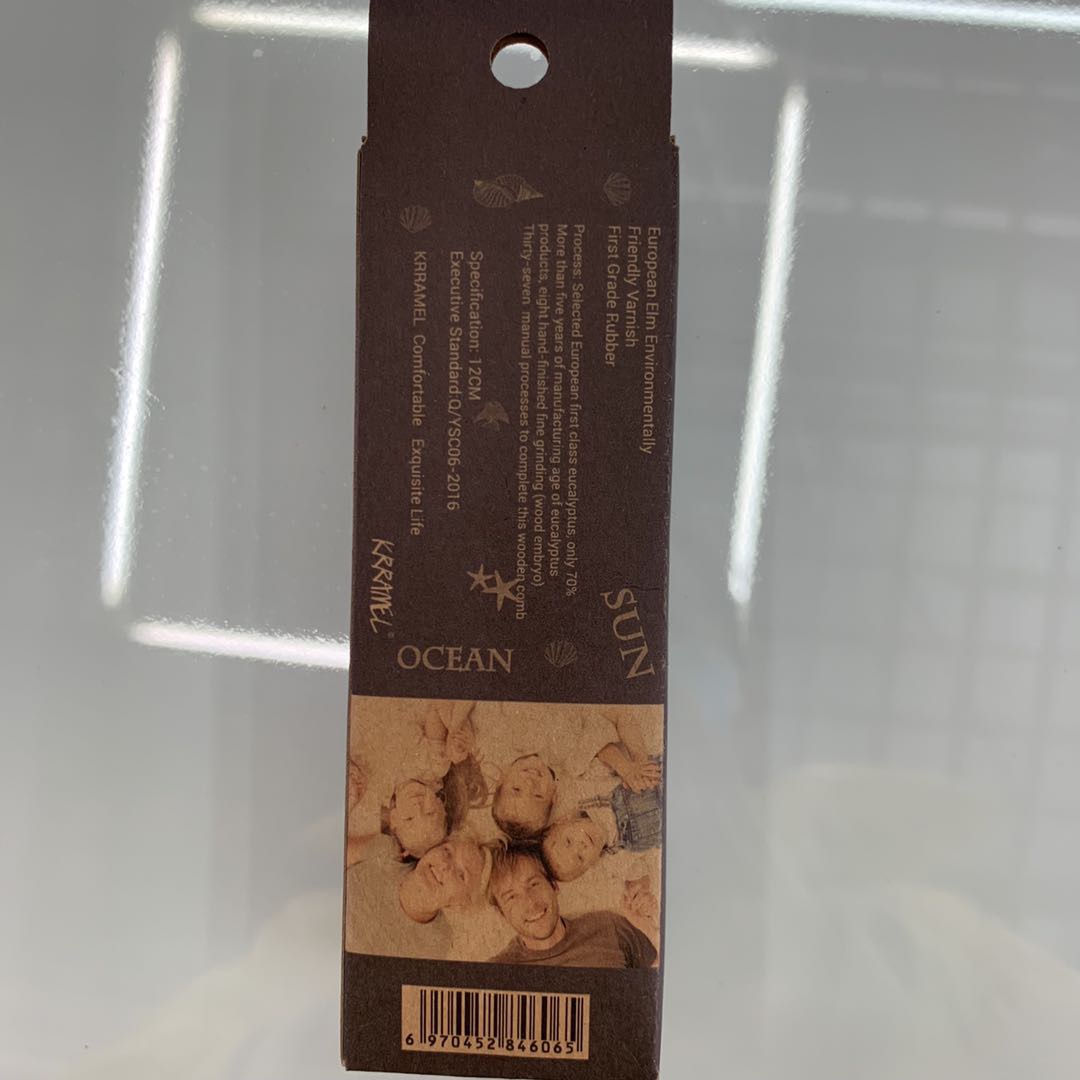 European Elm Environmentally
Friendly Varnish
First Grade Rubber
Process: Selected European first class eucalyptus, only 70%
More than five years of manufacturing age of eucalyptus
products, eight hand-finished fine grinding (wood embryo)
Thirty-seven manual processes to complete this wooden comb
Specification: 12CM
Executive Standard:Q/YSC06-2016
KRRAMEL Comfortable Exquisite Life
SUN
KRRAMEL®
OCEAN
6 970452 846065